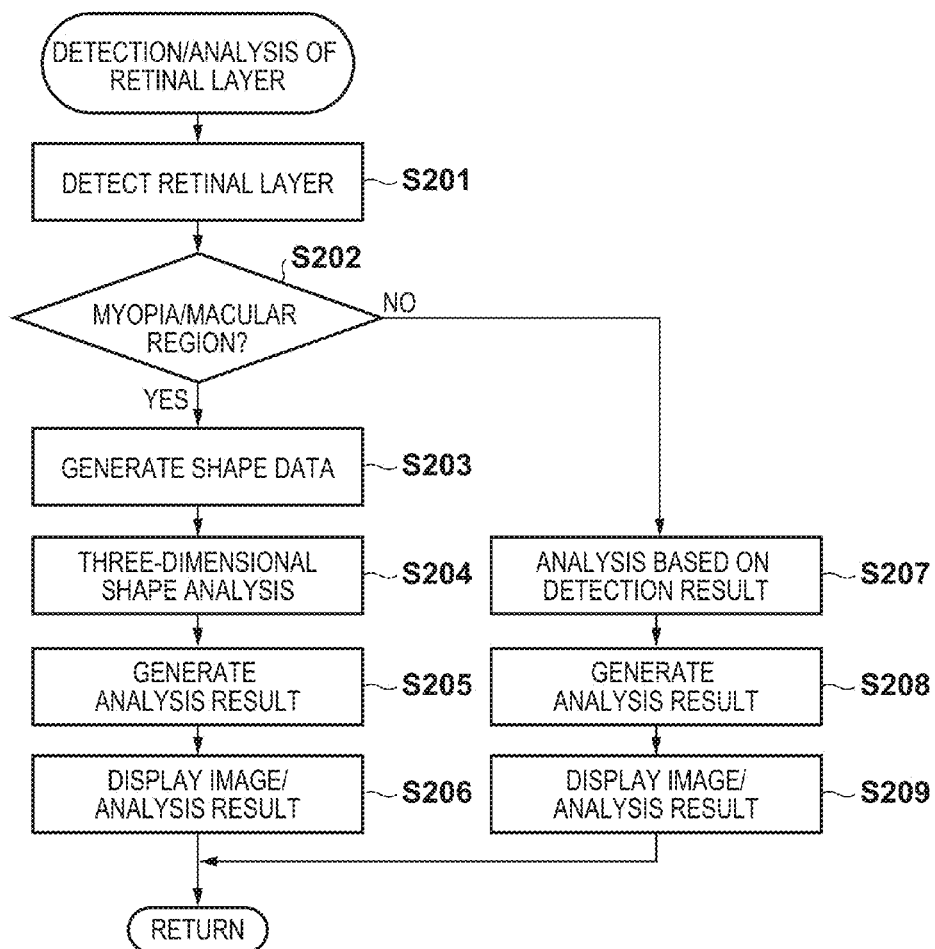 DETECTION/ANALYSIS OF
RETINAL LAYER
DETECT RETINAL LAYER
S201
S202
MYOPIA/MACULAR
REGION?
NO
YES
GENERATE SHAPE DATA
S203
THREE-DIMENSIONAL
SHAPE ANALYSIS
S204
ANALYSIS BASED ON
DETECTION RESULT
S207
GENERATE
ANALYSIS RESULT
S205
GENERATE
ANALYSIS RESULT
S208
DISPLAY IMAGE/
ANALYSIS RESULT
S206
DISPLAY IMAGE/
ANALYSIS RESULT
S209
RETURN